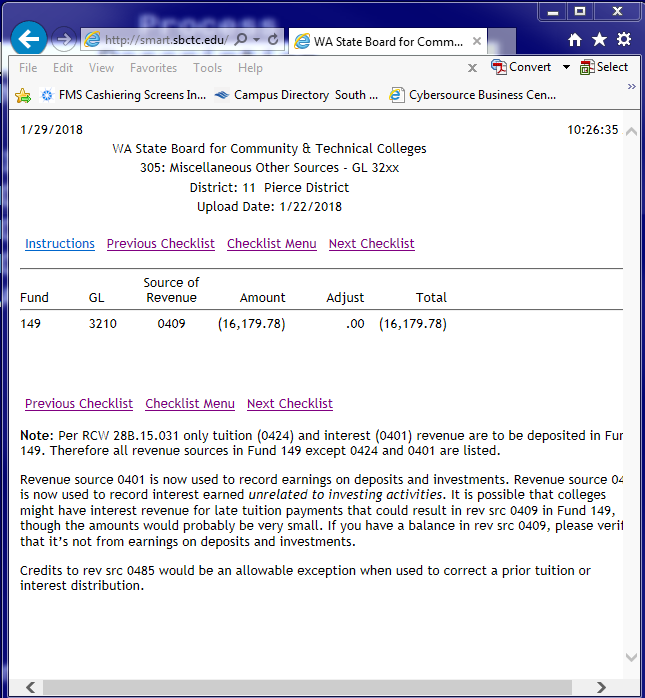 Process
http://smart.sbctc.edu/
WA State Board for Comm...
File Edit View Favorites Tools Help
x Convert Select
FMS Cashiering Screens In... Campus Directory South ... Cybersource Business Cen...
1/29/2018 10:26:35
WA State Board for Community & Technical Colleges
305: Miscellaneous Other Sources - GL 32xx
District: 11 Pierce District
Upload Date: 1/22/2018
Instructions Previous Checklist Checklist Menu Next Checklist
Source of
Fund GL Revenue Amount Adjust Total
149 3210 0409 (16,179.78) .00 (16,179.78)
Previous Checklist Checklist Menu Next Checklist
Note: Per RCW 28B.15.031 only tuition (0424) and interest (0401) revenue are to be deposited in Fun
149. Therefore all revenue sources in Fund 149 except 0424 and 0401 are listed.
Revenue source 0401 is now used to record earnings on deposits and investments. Revenue source 04
is now used to record interest earned unrelated to investing activities. It is possible that colleges
might have interest revenue for late tuition payments that could result in rev src 0409 in Fund 149,
though the amounts would probably be very small. If you have a balance in rev src 0409, please verif
that it's not from earnings on deposits and investments.
Credits to rev src 0485 would be an allowable exception when used to correct a prior tuition or
interest distribution.